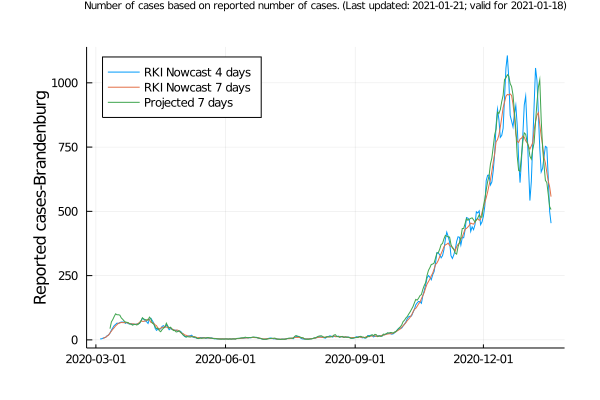 Number of cases based on reported number of cases. (Last updated: 2021-01-21; valid for 2021-01-18)
RKI Nowcast 4 days
RKI Nowcast 7 days
Projected 7 days
Reported cases-Brandenburg
1000
750
500
250
0
2020-03-01 2020-06-01 2020-09-01 2020-12-01